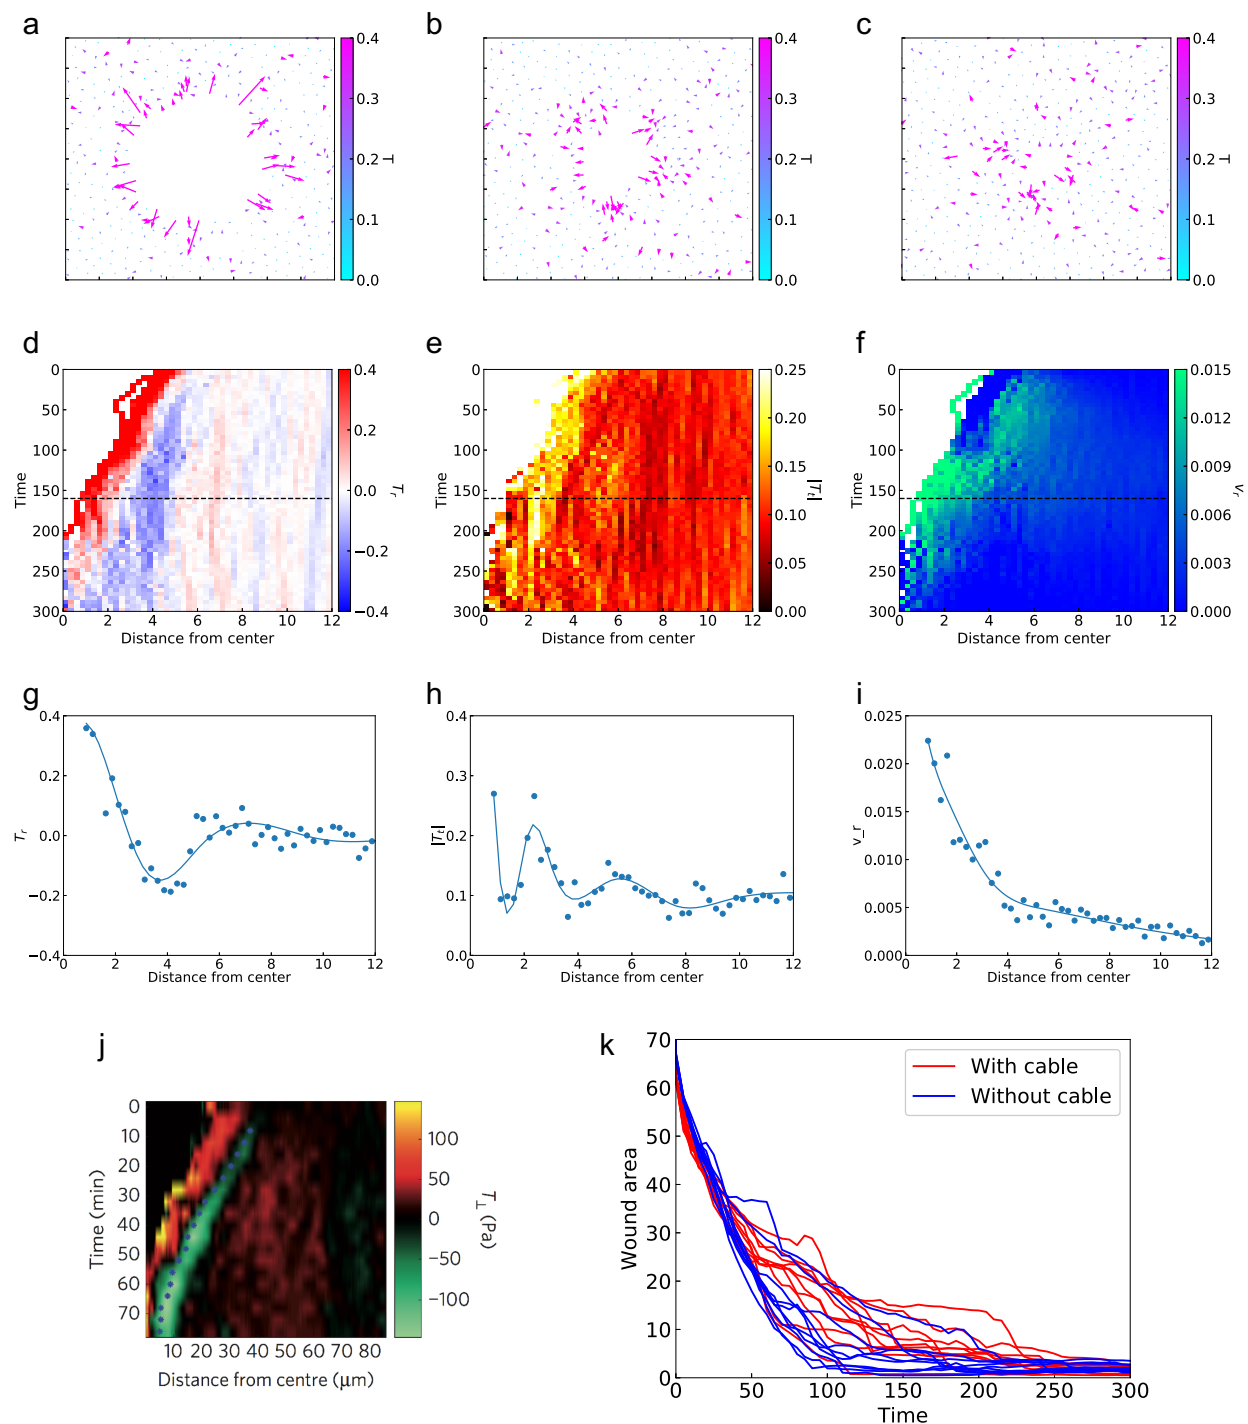 a
b
c
0.4
0.3
0.2
0.1
0.0
T
0.4
0.3
0.2
0.1
0.0
T
0.4
0.3
0.2
0.1
0.0
T
d
e
f
0
50
100
150
200
250
300
Time
0 2 4 6 8 10 12
Distance from center
0.4
0.2
0.0
−0.2
−0.4
T_r
0
50
100
150
200
250
300
Time
0 2 4 6 8 10 12
Distance from center
0.25
0.20
0.15
0.10
0.05
0.00
|T_t|
0
50
100
150
200
250
300
Time
0 2 4 6 8 10 12
Distance from center
0.015
0.012
0.009
0.006
0.003
0.000
v_r
g
h
i
0.4
0.2
0.0
−0.2
−0.4
T_r
0 2 4 6 8 10 12
Distance from center
0.4
0.3
0.2
0.1
0.0
|T_t|
0 2 4 6 8 10 12
Distance from center
0.025
0.020
0.015
0.010
0.005
0.000
v_r
0 2 4 6 8 10 12
Distance from center
j
0
10
20
30
40
50
60
70
Time (min)
10 20 30 40 50 60 70 80
Distance from centre (μm)
100
50
0
−50
−100
T⊥ (Pa)
k
70
60
50
40
30
20
10
0
Wound area
With cable
Without cable
0 50 100 150 200 250 300
Time